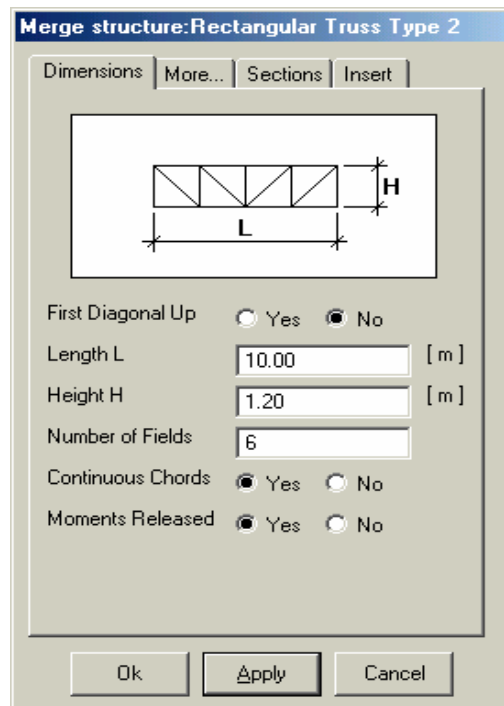 Merge structure:Rectangular Truss Type 2
Dimensions More... Sections Insert
H
L
First Diagonal Up Yes No
Length L 10.00 [ m ]
Height H 1.20 [ m ]
Number of Fields 6
Continuous Chords Yes No
Moments Released Yes No
Ok Apply Cancel